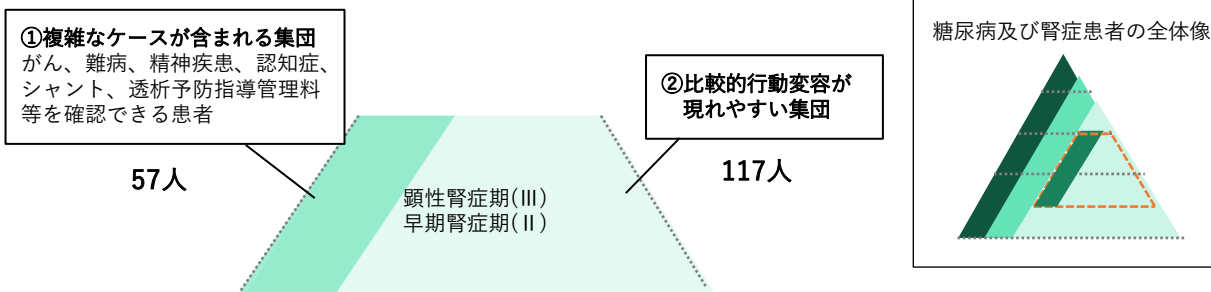 ①複雑なケースが含まれる集団
がん、難病、精神疾患、認知症、
シャント、透析予防指導管理料
等を確認できる患者
57人
②比較的行動変容が
現れやすい集団
117人
顕性腎症期(III)
早期腎症期(II)
糖尿病及び腎症患者の全体像